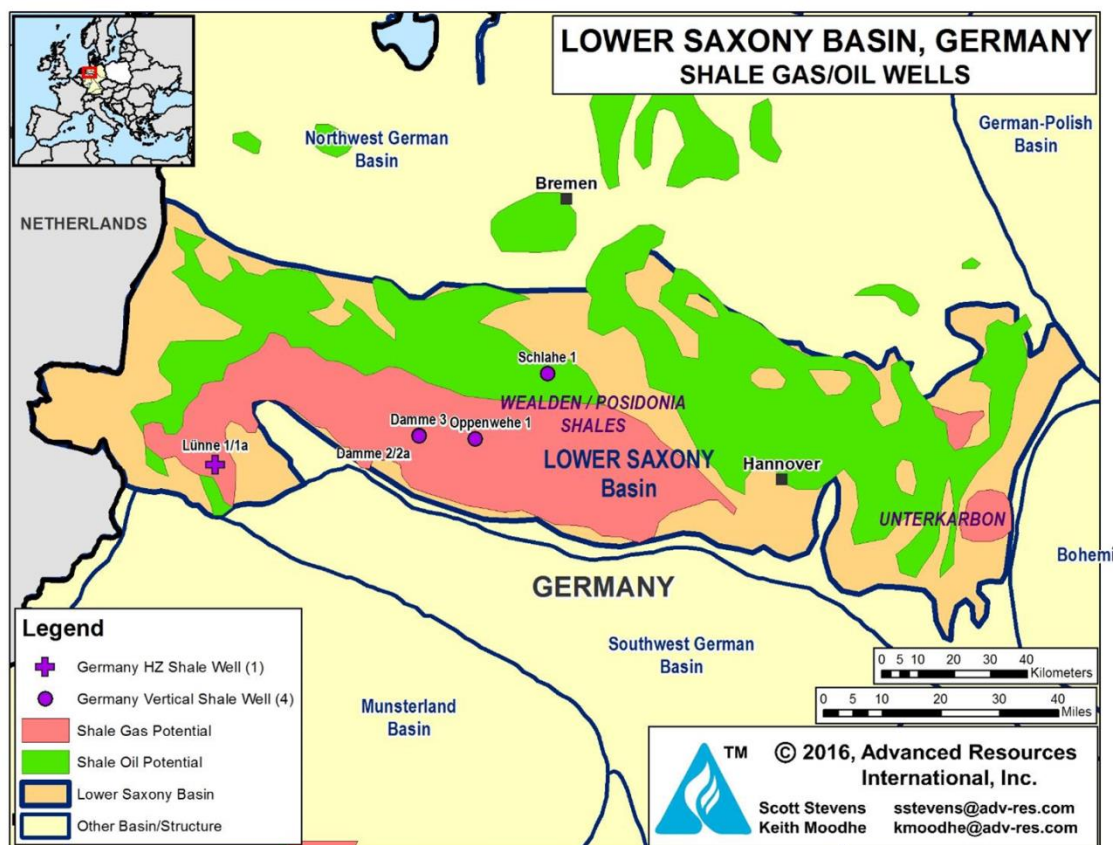 LOWER SAXONY BASIN, GERMANY
SHALE GAS/OIL WELLS
Northwest German
Basin
German-Polish
Basin
Bremen
NETHERLANDS
Schlahe 1
WEALDEN / POSIDONIA
SHALES
Damme 3
Oppenwehe 1
Lünne 1/1a
Damme 2/2a
LOWER SAXONY
Basin
Hannover
UNTERKARBON
Bohemi
GERMANY
Southwest German
Basin
Munsterland
Basin
Legend
Germany HZ Shale Well (1)
Germany Vertical Shale Well (4)
Shale Gas Potential
Shale Oil Potential
Lower Saxony Basin
Other Basin/Structure
0 5 10 20 30 40
Kilometers
0 5 10 20 30 40
Miles
TM
© 2016, Advanced Resources
International, Inc.
Scott Stevens sstevens@adv-res.com
Keith Moodhe kmoodhe@adv-res.com